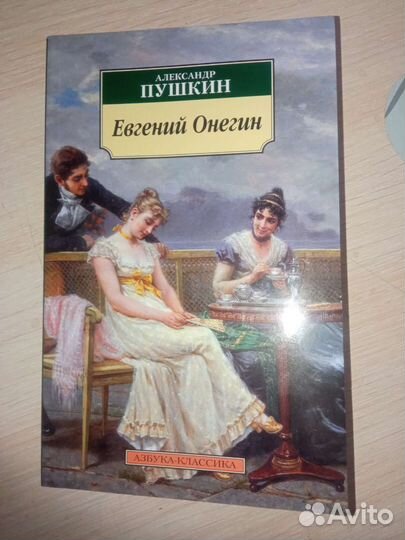 АЛЕКСАНДР
ПУШКИН
Евгений Онегин
АЗБУКА-КЛАССИКА
Avito